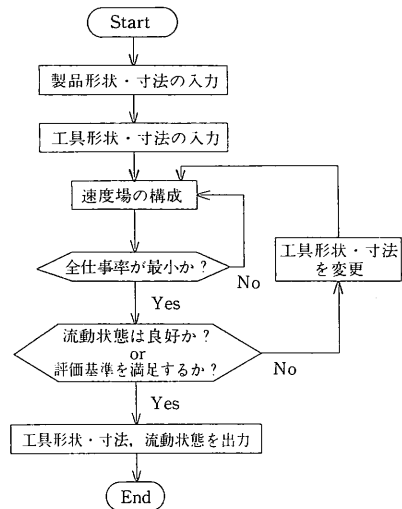 Start
製品形状・寸法の入力
工具形状・寸法の入力
速度場の構成
工具形状・寸法
を変更
全仕事率が最小か?
No
Yes
流動状態は良好か?
or
評価基準を満足するか?
No
Yes
工具形状・寸法,流動状態を出力
End